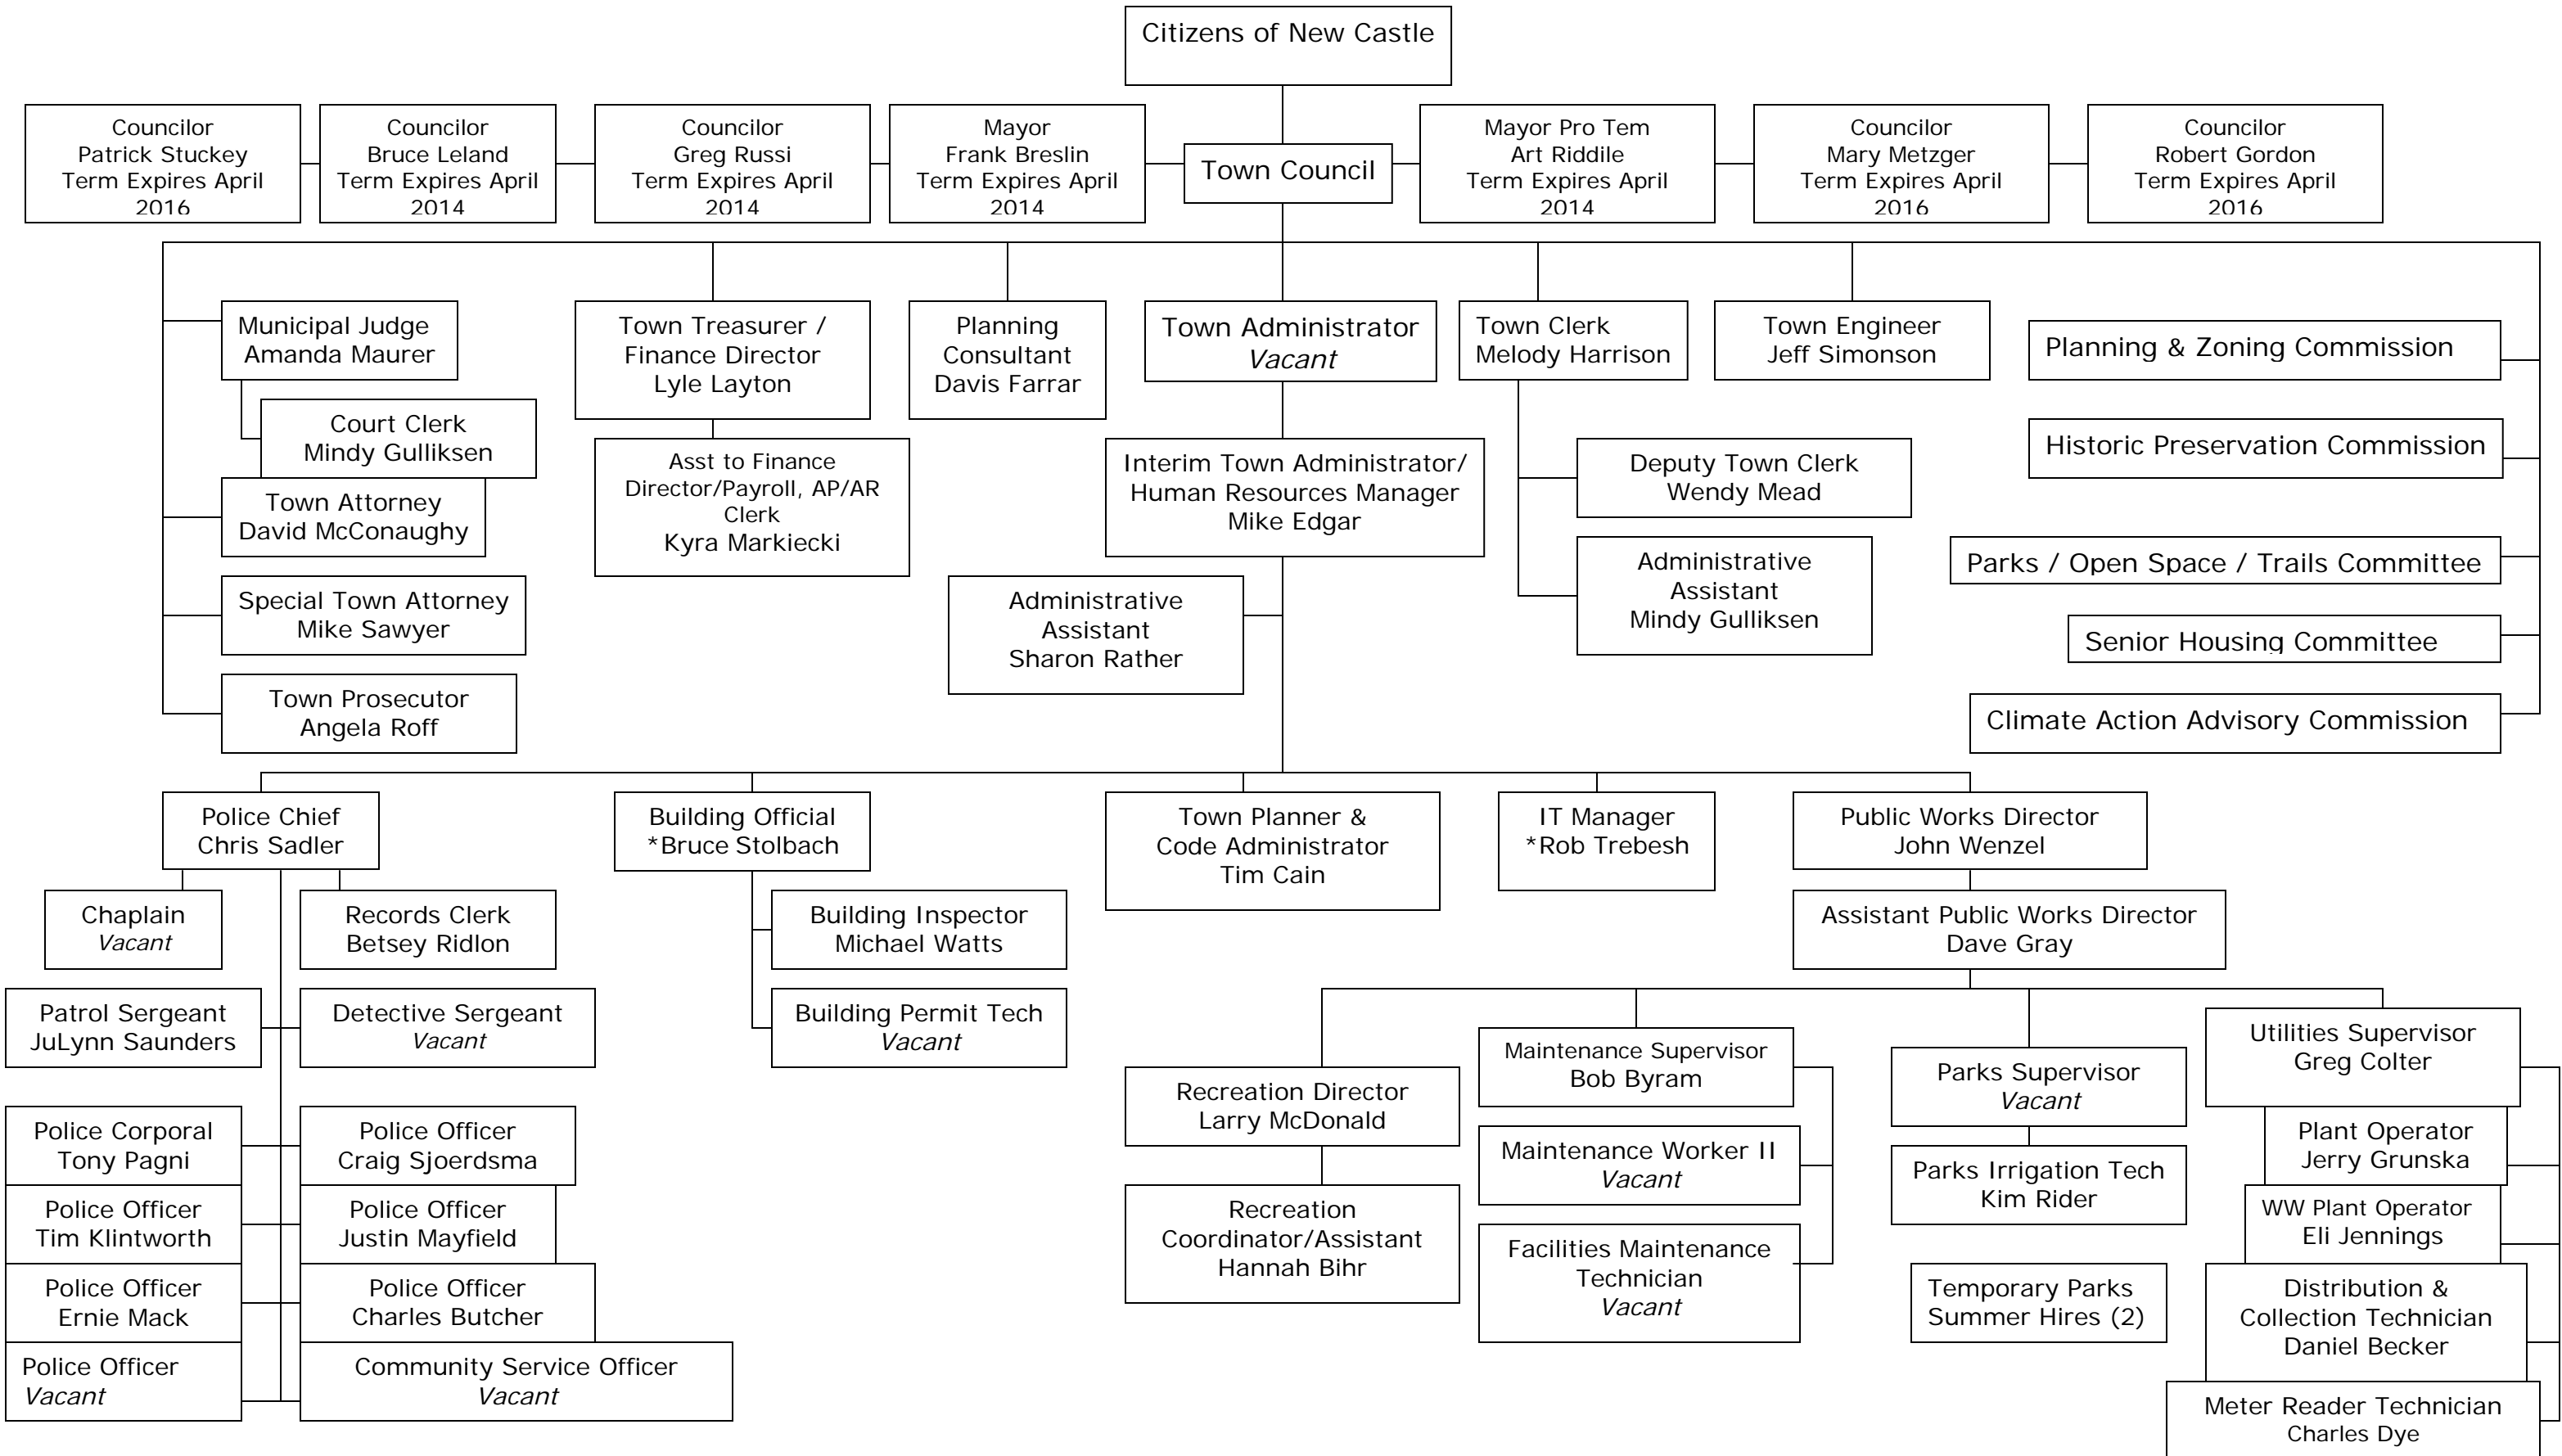 Citizens of New Castle
Councilor
Patrick Stuckey
Term Expires April
2016
Councilor
Bruce Leland
Term Expires April
2014
Councilor
Greg Russi
Term Expires April
2014
Mayor
Frank Breslin
Term Expires April
2014
Town Council
Mayor Pro Tem
Art Riddile
Term Expires April
2014
Councilor
Mary Metzger
Term Expires April
2016
Councilor
Robert Gordon
Term Expires April
2016
Municipal Judge
Amanda Maurer
Court Clerk
Mindy Gulliksen
Town Attorney
David McConaughy
Special Town Attorney
Mike Sawyer
Town Prosecutor
Angela Roff
Town Treasurer /
Finance Director
Lyle Layton
Asst to Finance
Director/Payroll, AP/AR
Clerk
Kyra Markiecki
Planning
Consultant
Davis Farrar
Town Administrator
Vacant
Interim Town Administrator/
Human Resources Manager
Mike Edgar
Administrative
Assistant
Sharon Rather
Town Clerk
Melody Harrison
Deputy Town Clerk
Wendy Mead
Administrative
Assistant
Mindy Gulliksen
Town Engineer
Jeff Simonson
Planning & Zoning Commission
Historic Preservation Commission
Parks / Open Space / Trails Committee
Senior Housing Committee
Climate Action Advisory Commission
Police Chief
Chris Sadler
Chaplain
Vacant
Records Clerk
Betsey Ridlon
Patrol Sergeant
JuLynn Saunders
Detective Sergeant
Vacant
Police Corporal
Tony Pagni
Police Officer
Craig Sjoerdsma
Police Officer
Tim Klintworth
Police Officer
Justin Mayfield
Police Officer
Ernie Mack
Police Officer
Charles Butcher
Police Officer
Vacant
Community Service Officer
Vacant
Building Official
*Bruce Stolbach
Building Inspector
Michael Watts
Building Permit Tech
Vacant
Town Planner &
Code Administrator
Tim Cain
IT Manager
*Rob Trebesh
Public Works Director
John Wenzel
Assistant Public Works Director
Dave Gray
Recreation Director
Larry McDonald
Recreation
Coordinator/Assistant
Hannah Bihr
Maintenance Supervisor
Bob Byram
Maintenance Worker II
Vacant
Facilities Maintenance
Technician
Vacant
Parks Supervisor
Vacant
Parks Irrigation Tech
Kim Rider
Temporary Parks
Summer Hires (2)
Utilities Supervisor
Greg Colter
Plant Operator
Jerry Grunska
WW Plant Operator
Eli Jennings
Distribution &
Collection Technician
Daniel Becker
Meter Reader Technician
Charles Dye